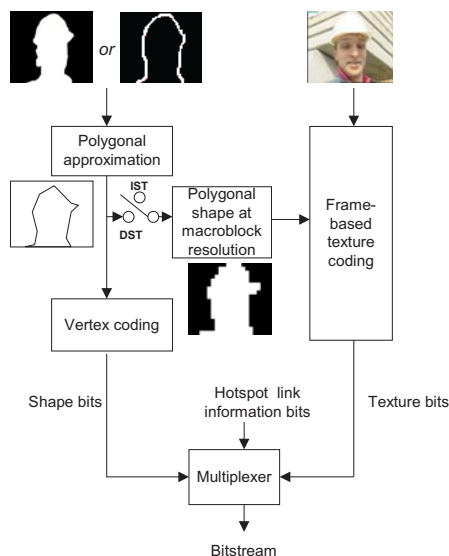 or
Polygonal
approximation
IST
DST
Polygonal
shape at
macroblock
resolution
Frame-
based
texture
coding
Vertex coding
Shape bits
Hotspot link
information bits
Texture bits
Multiplexer
Bitstream